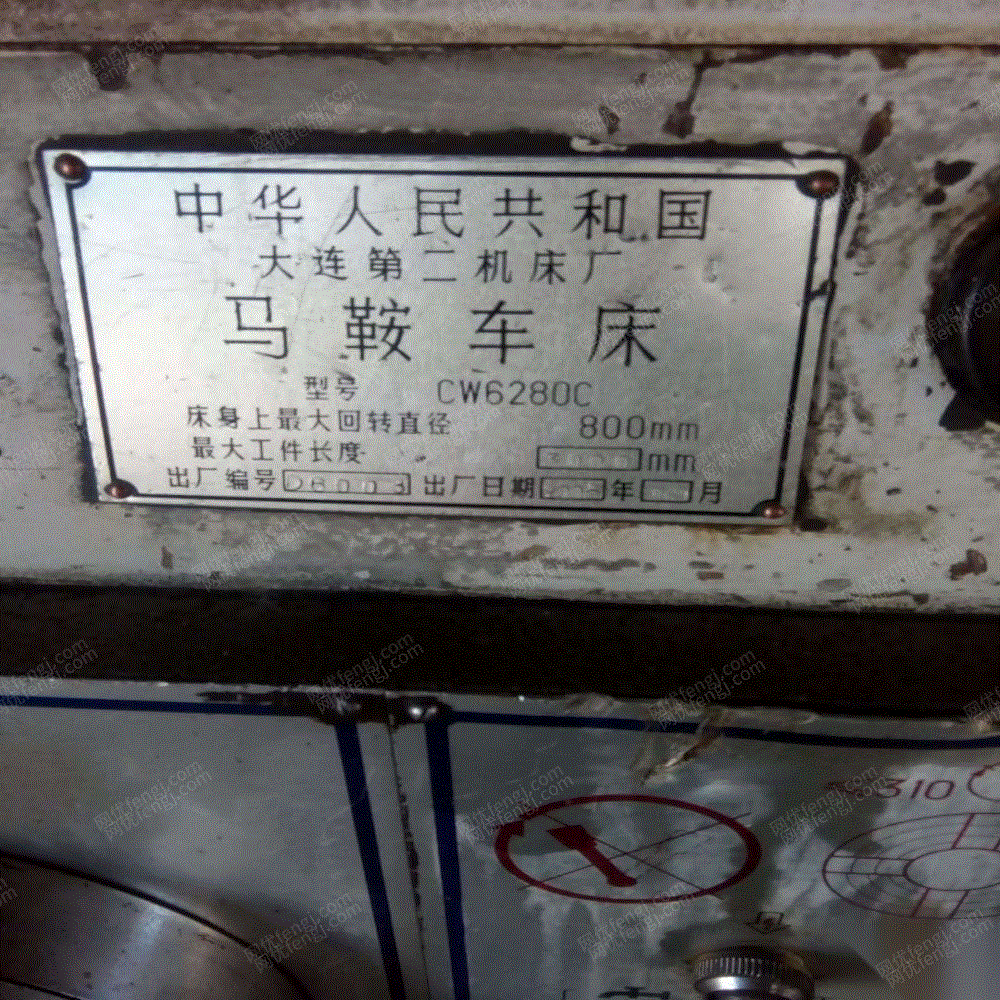 中华人民共和国
大连第二机床厂
马鞍车床
型号 CW6280C
床身上最大回转直径 800mm
最大工件长度 mm
出厂编号 出厂日期 年 月
310